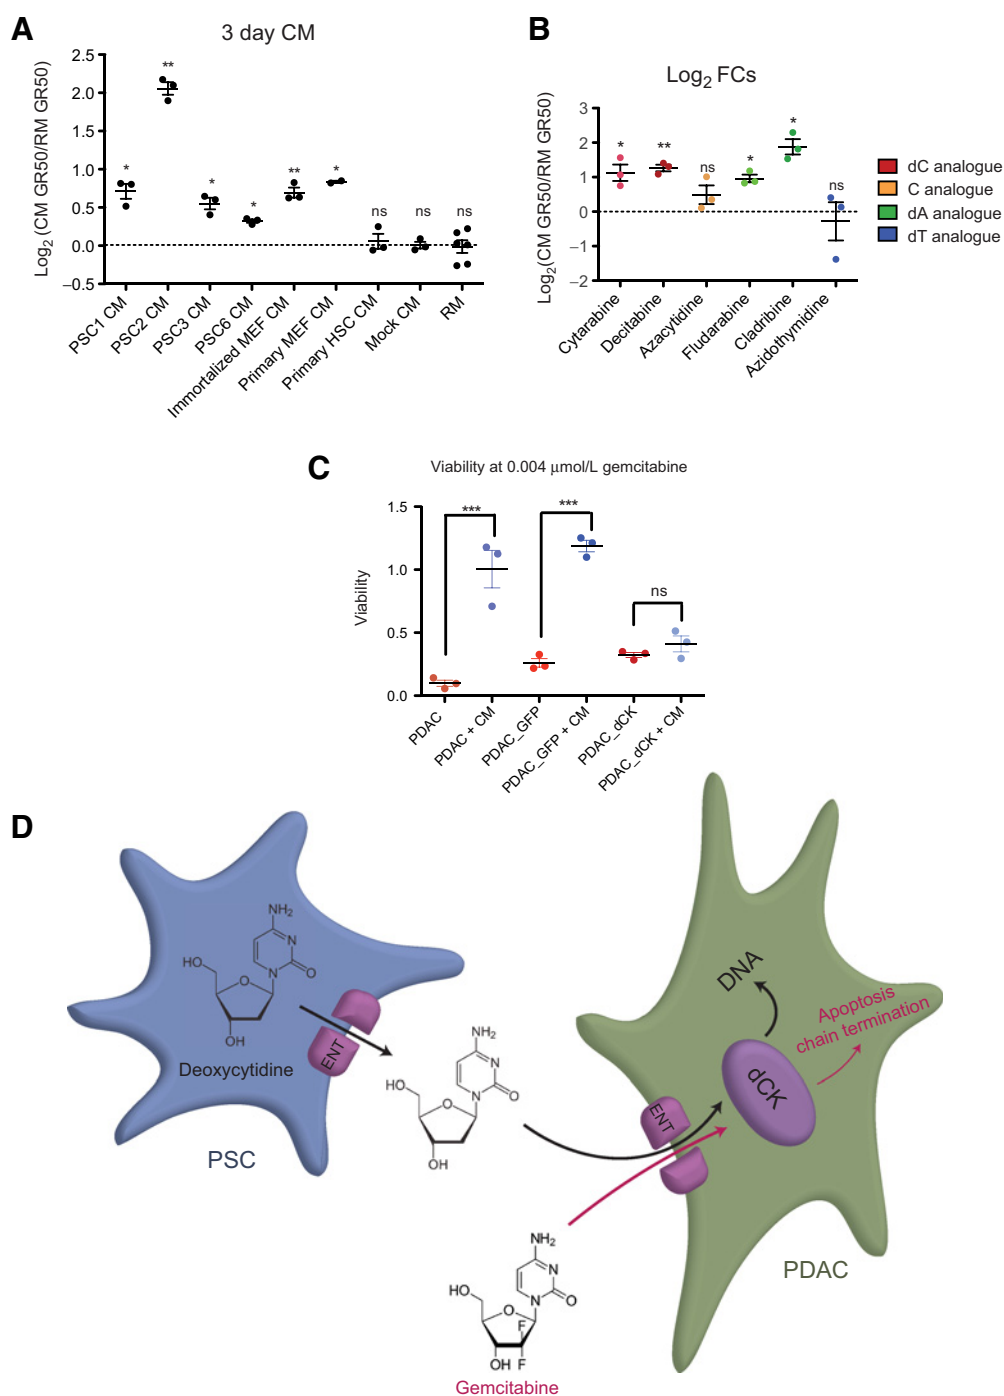 A
3 day CM
Log2 (CM GR50/RM GR50)
2.5
2.0
1.5
1.0
0.5
0.0
−0.5
*
**
*
*
**
*
ns
ns
ns
PSC1 CM
PSC2 CM
PSC3 CM
PSC6 CM
Immortalized MEF CM
Primary MEF CM
Primary HSC CM
Mock CM
RM
B
Log2 FCs
Log2(CM GR50/RM GR50)
3
2
1
0
−1
−2
*
**
ns
*
*
ns
Cytarabine
Decitabine
Azacytidine
Fludarabine
Cladribine
Azidothymidine
dC analogue
C analogue
dA analogue
dT analogue
C
Viability at 0.004 μmol/L gemcitabine
Viability
1.5
1.0
0.5
0.0
***
***
ns
PDAC
PDAC + CM
PDAC_GFP
PDAC_GFP + CM
PDAC_dCK
PDAC_dCK + CM
D
NH2
N
N
O
HO
O
OH
Deoxycytidine
ENT
PSC
NH2
N
N
O
HO
O
OH
DNA
Apoptosis
chain termination
dCK
ENT
PDAC
NH2
N
N
O
HO
O
F
OH F
Gemcitabine